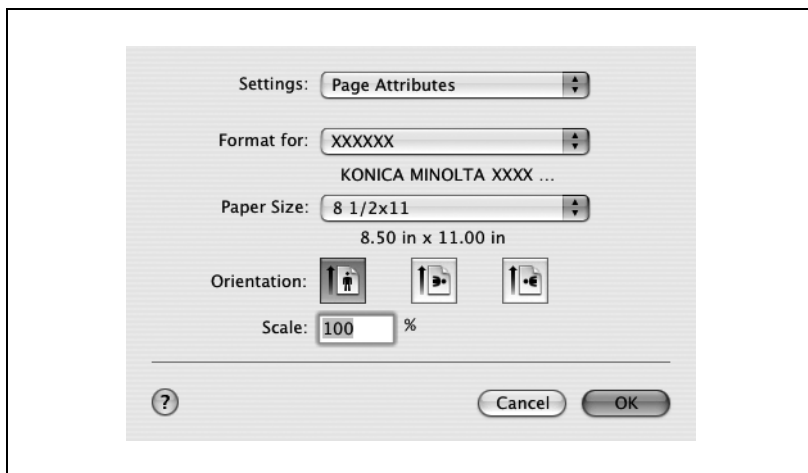 Settings: Page Attributes
Format for: XXXXXX
KONICA MINOLTA XXXX ...
Paper Size: 8 1/2x11
8.50 in x 11.00 in
Orientation:
Scale: 100 %
? Cancel OK